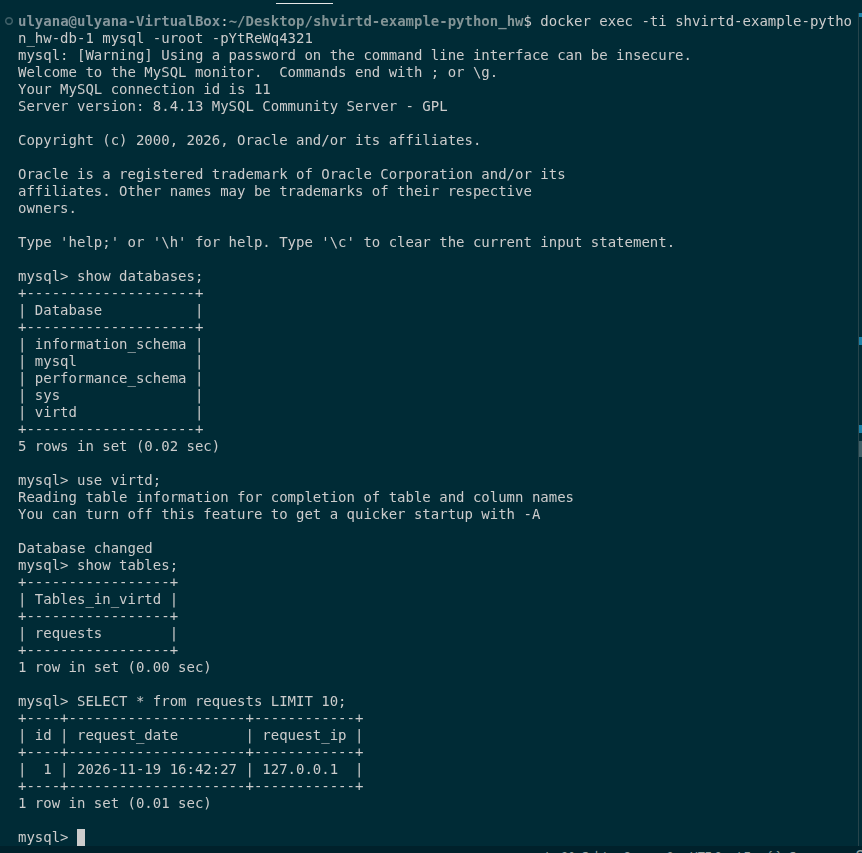 ulyana@ulyana-VirtualBox:~/Desktop/shvirtd-example-python_hw$ docker exec -ti shvirtd-example-pytho
n_hw-db-1 mysql -uroot -pYtReWq4321
mysql: [Warning] Using a password on the command line interface can be insecure.
Welcome to the MySQL monitor.  Commands end with ; or \g.
Your MySQL connection id is 11
Server version: 8.4.13 MySQL Community Server - GPL

Copyright (c) 2000, 2026, Oracle and/or its affiliates.

Oracle is a registered trademark of Oracle Corporation and/or its
affiliates. Other names may be trademarks of their respective
owners.

Type 'help;' or '\h' for help. Type '\c' to clear the current input statement.

mysql> show databases;
+--------------------+
| Database           |
+--------------------+
| information_schema |
| mysql              |
| performance_schema |
| sys                |
| virtd              |
+--------------------+
5 rows in set (0.02 sec)

mysql> use virtd;
Reading table information for completion of table and column names
You can turn off this feature to get a quicker startup with -A

Database changed
mysql> show tables;
+-----------------+
| Tables_in_virtd |
+-----------------+
| requests        |
+-----------------+
1 row in set (0.00 sec)

mysql> SELECT * from requests LIMIT 10;
+----+---------------------+------------+
| id | request_date        | request_ip |
+----+---------------------+------------+
|  1 | 2026-11-19 16:42:27 | 127.0.0.1  |
+----+---------------------+------------+
1 row in set (0.01 sec)

mysql>